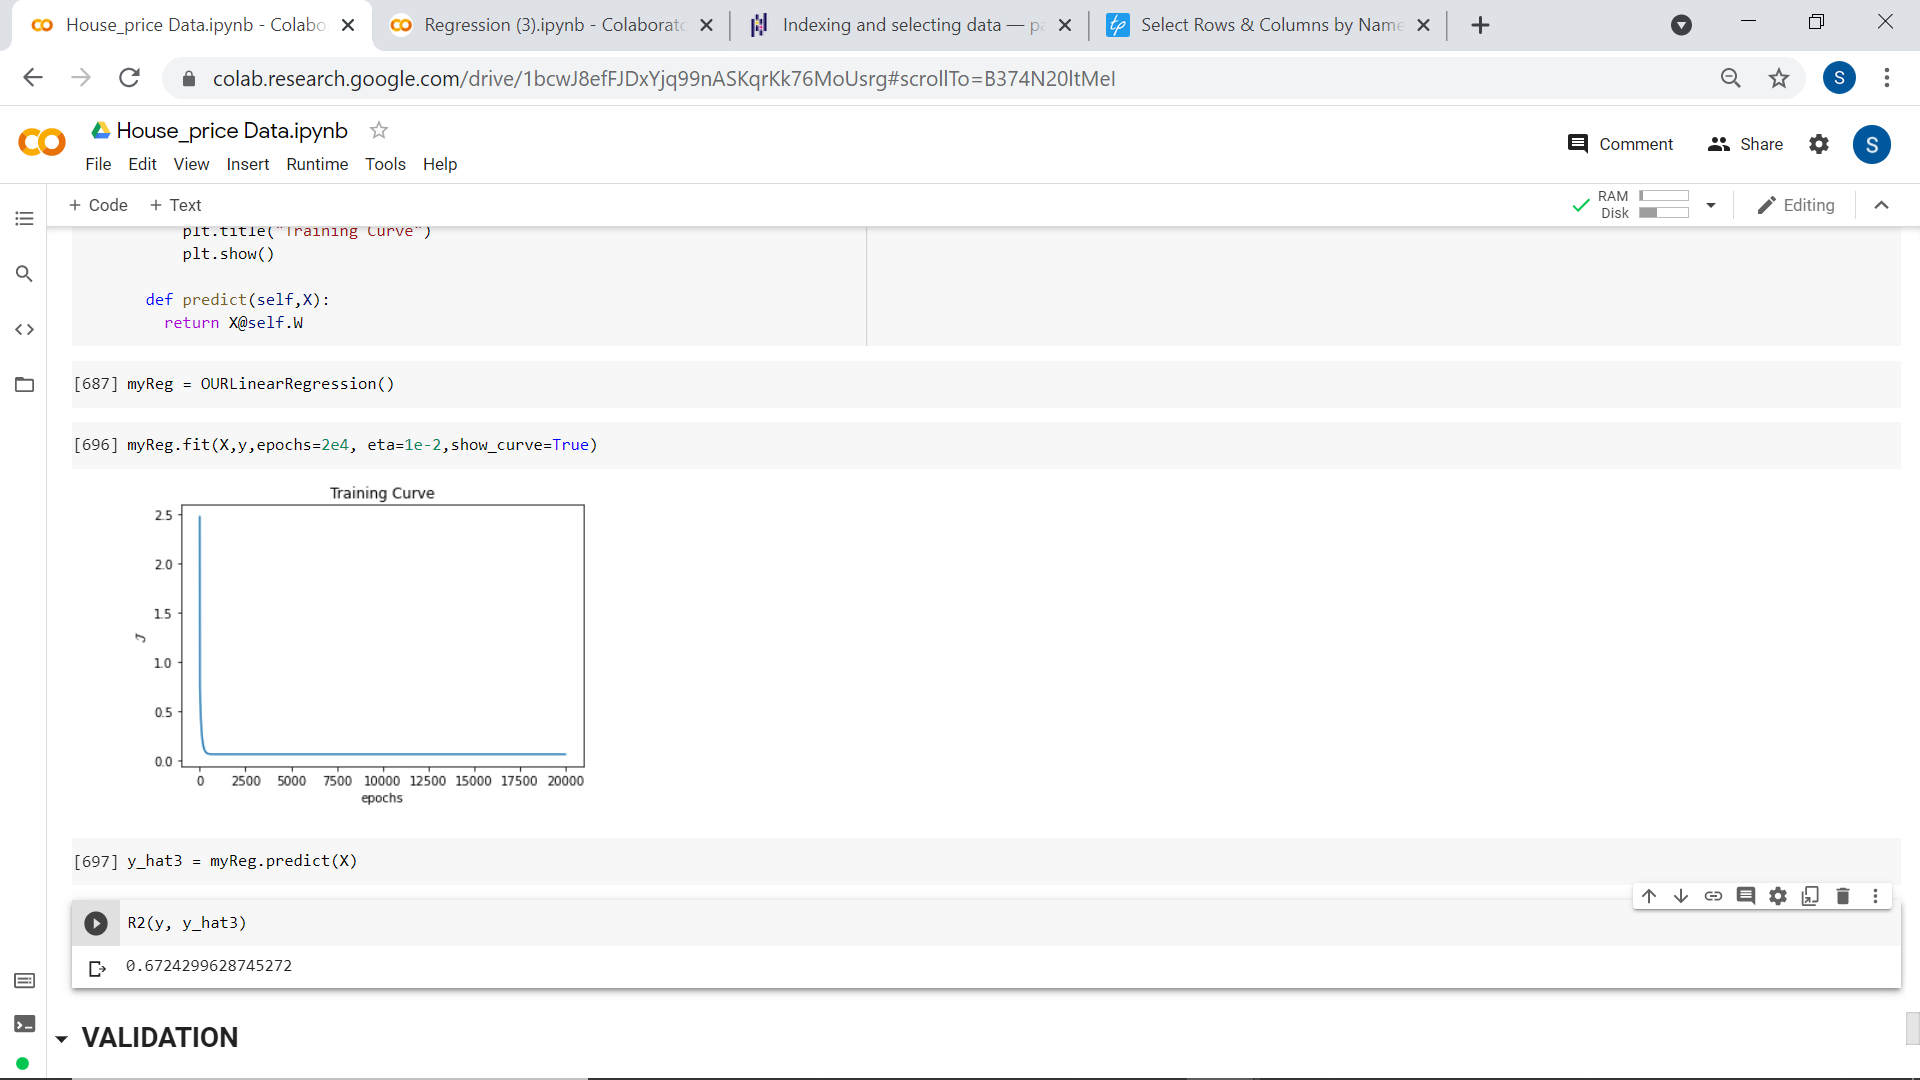 House_price Data.ipynb - Colabo
Regression (3).ipynb - Colaborato
Indexing and selecting data — pa
Select Rows & Columns by Name
colab.research.google.com/drive/1bcwJ8efFJDxYjq99nASKqrKk76MoUsrg#scrollTo=B374N20ltMeI
S
House_price Data.ipynb
File Edit View Insert Runtime Tools Help
Comment
Share
S
+ Code + Text
RAM
Disk
Editing
plt.title("Training Curve")
plt.show()
def predict(self,X):
return X@self.W
[687] myReg = OURLinearRegression()
[696] myReg.fit(X,y,epochs=2e4, eta=1e-2,show_curve=True)
Training Curve
2.5
2.0
1.5
1.0
0.5
0.0
J
0 2500 5000 7500 10000 12500 15000 17500 20000
epochs
[697] y_hat3 = myReg.predict(X)
R2(y, y_hat3)
0.6724299628745272
VALIDATION